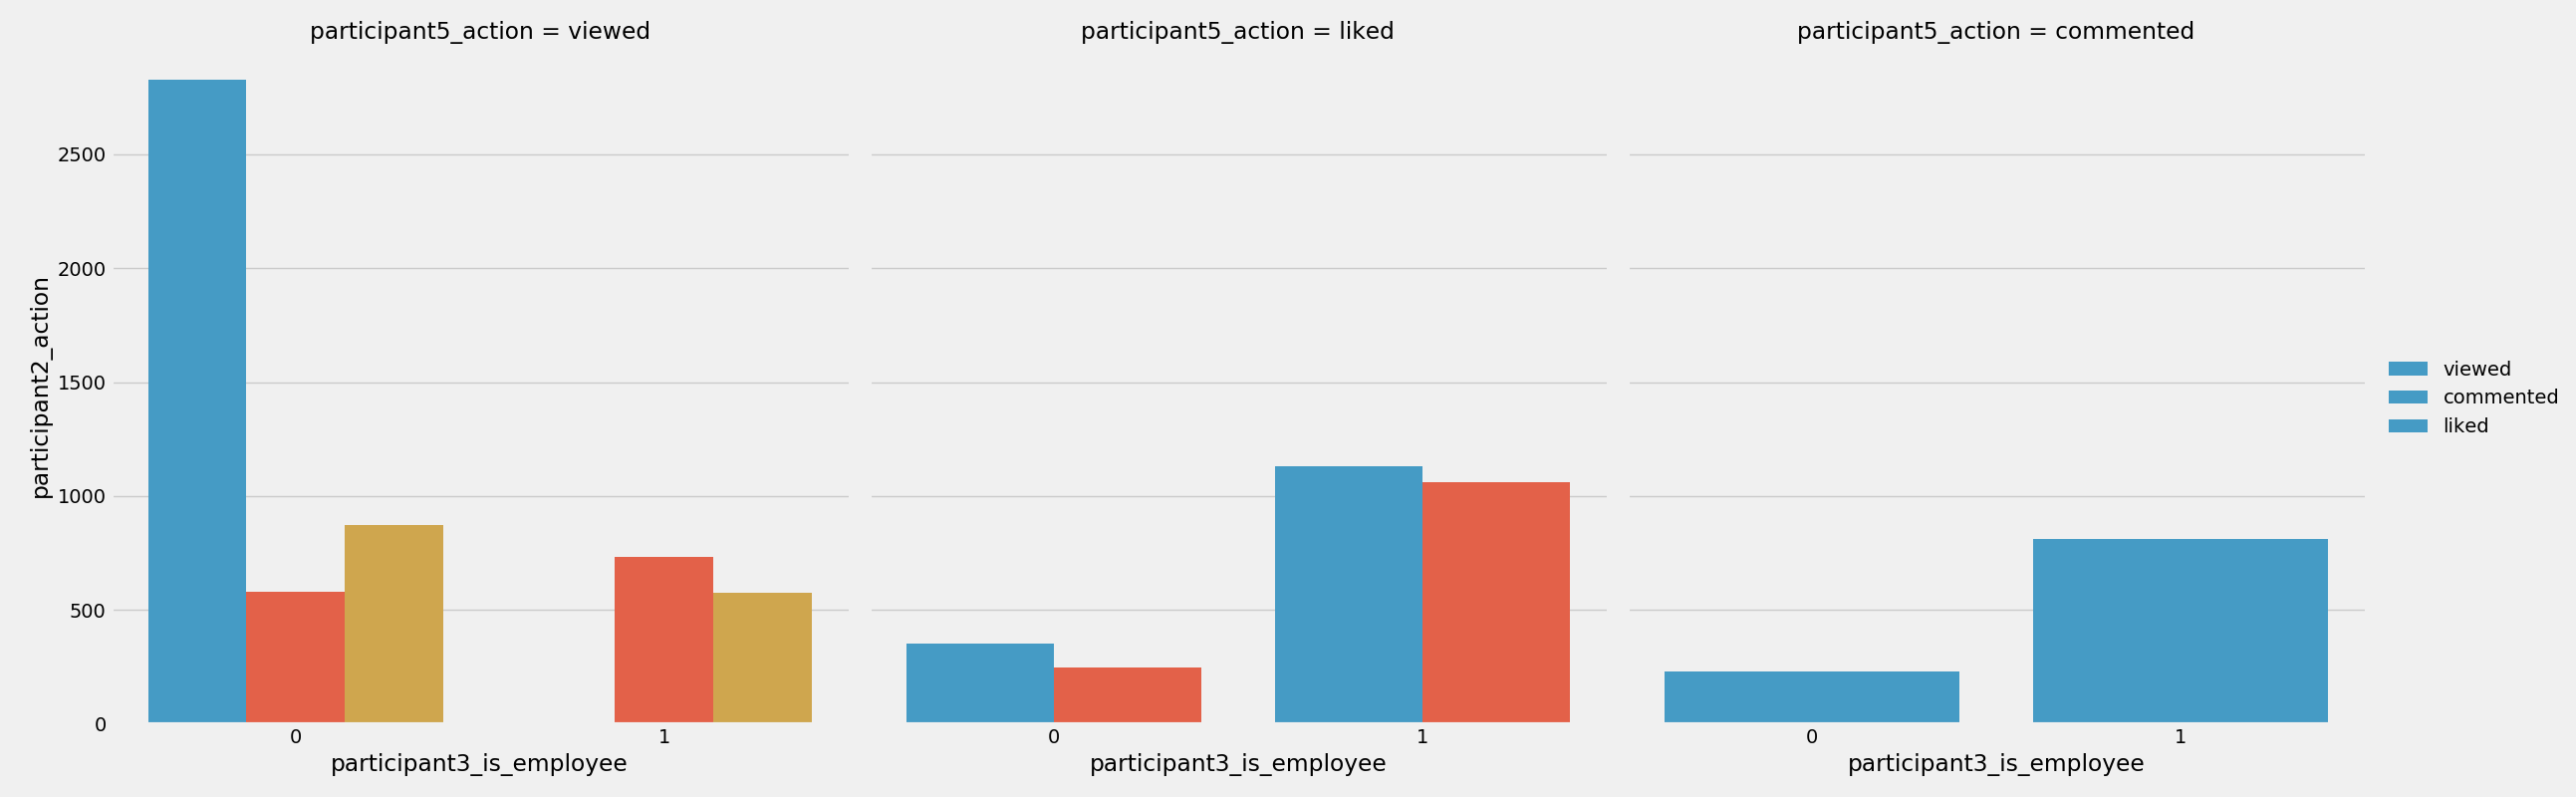 participant5_action = viewed
participant5_action = liked
participant5_action = commented
participant2_action
2500
2000
1500
1000
500
0
0
1
participant3_is_employee
0
1
participant3_is_employee
0
1
participant3_is_employee
viewed
commented
liked